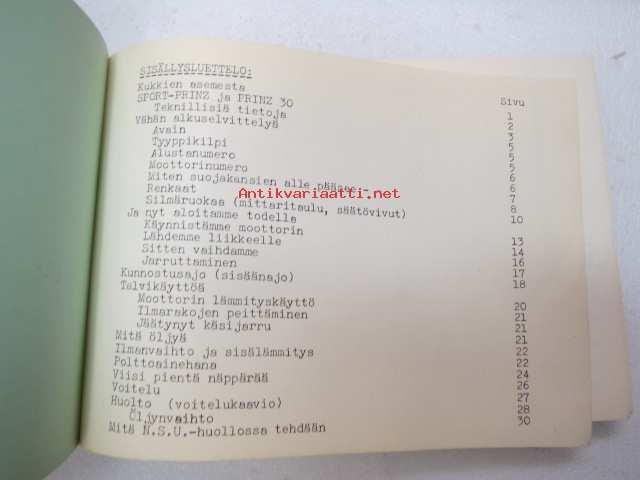 SISÄLLYSLUETTELO:
Sivu
Kukkien asemesta 1
SPORT-PRINZ ja PRINZ 30 2
Teknillisiä tietoja 3
Vähän alkuselvittelyä 5
Avain 5
Tyyppikilpi 5
Alustanumero 6
Moottorinumero 6
Miten suojakansien alle pääsee 7
Renkaat 8
Silmäruokaa (mittaritaulu, säätövivut) 10
Ja nyt aloitamme todella
Käynnistämme moottorin 13
Lähdemme liikkeelle 14
Sitten vaihdamme 16
Jarruttaminen 17
Kunnostusajo (sisäänajo) 18
Talvikäyttöä
Moottorin lämmityskäyttö 20
Ilmarakojen peittäminen 21
Jäätynyt käsijarru 21
Mitä öljyä 21
Ilmanvaihto ja sisälämmitys 22
Polttoainehana 22
Viisi pientä näppärää 24
Voitelu 26
Huolto (voitelukaavio) 27
Öljynvaihto 28
Mitä N.S.U.-huollossa tehdään 30
Antikvariaatti.net